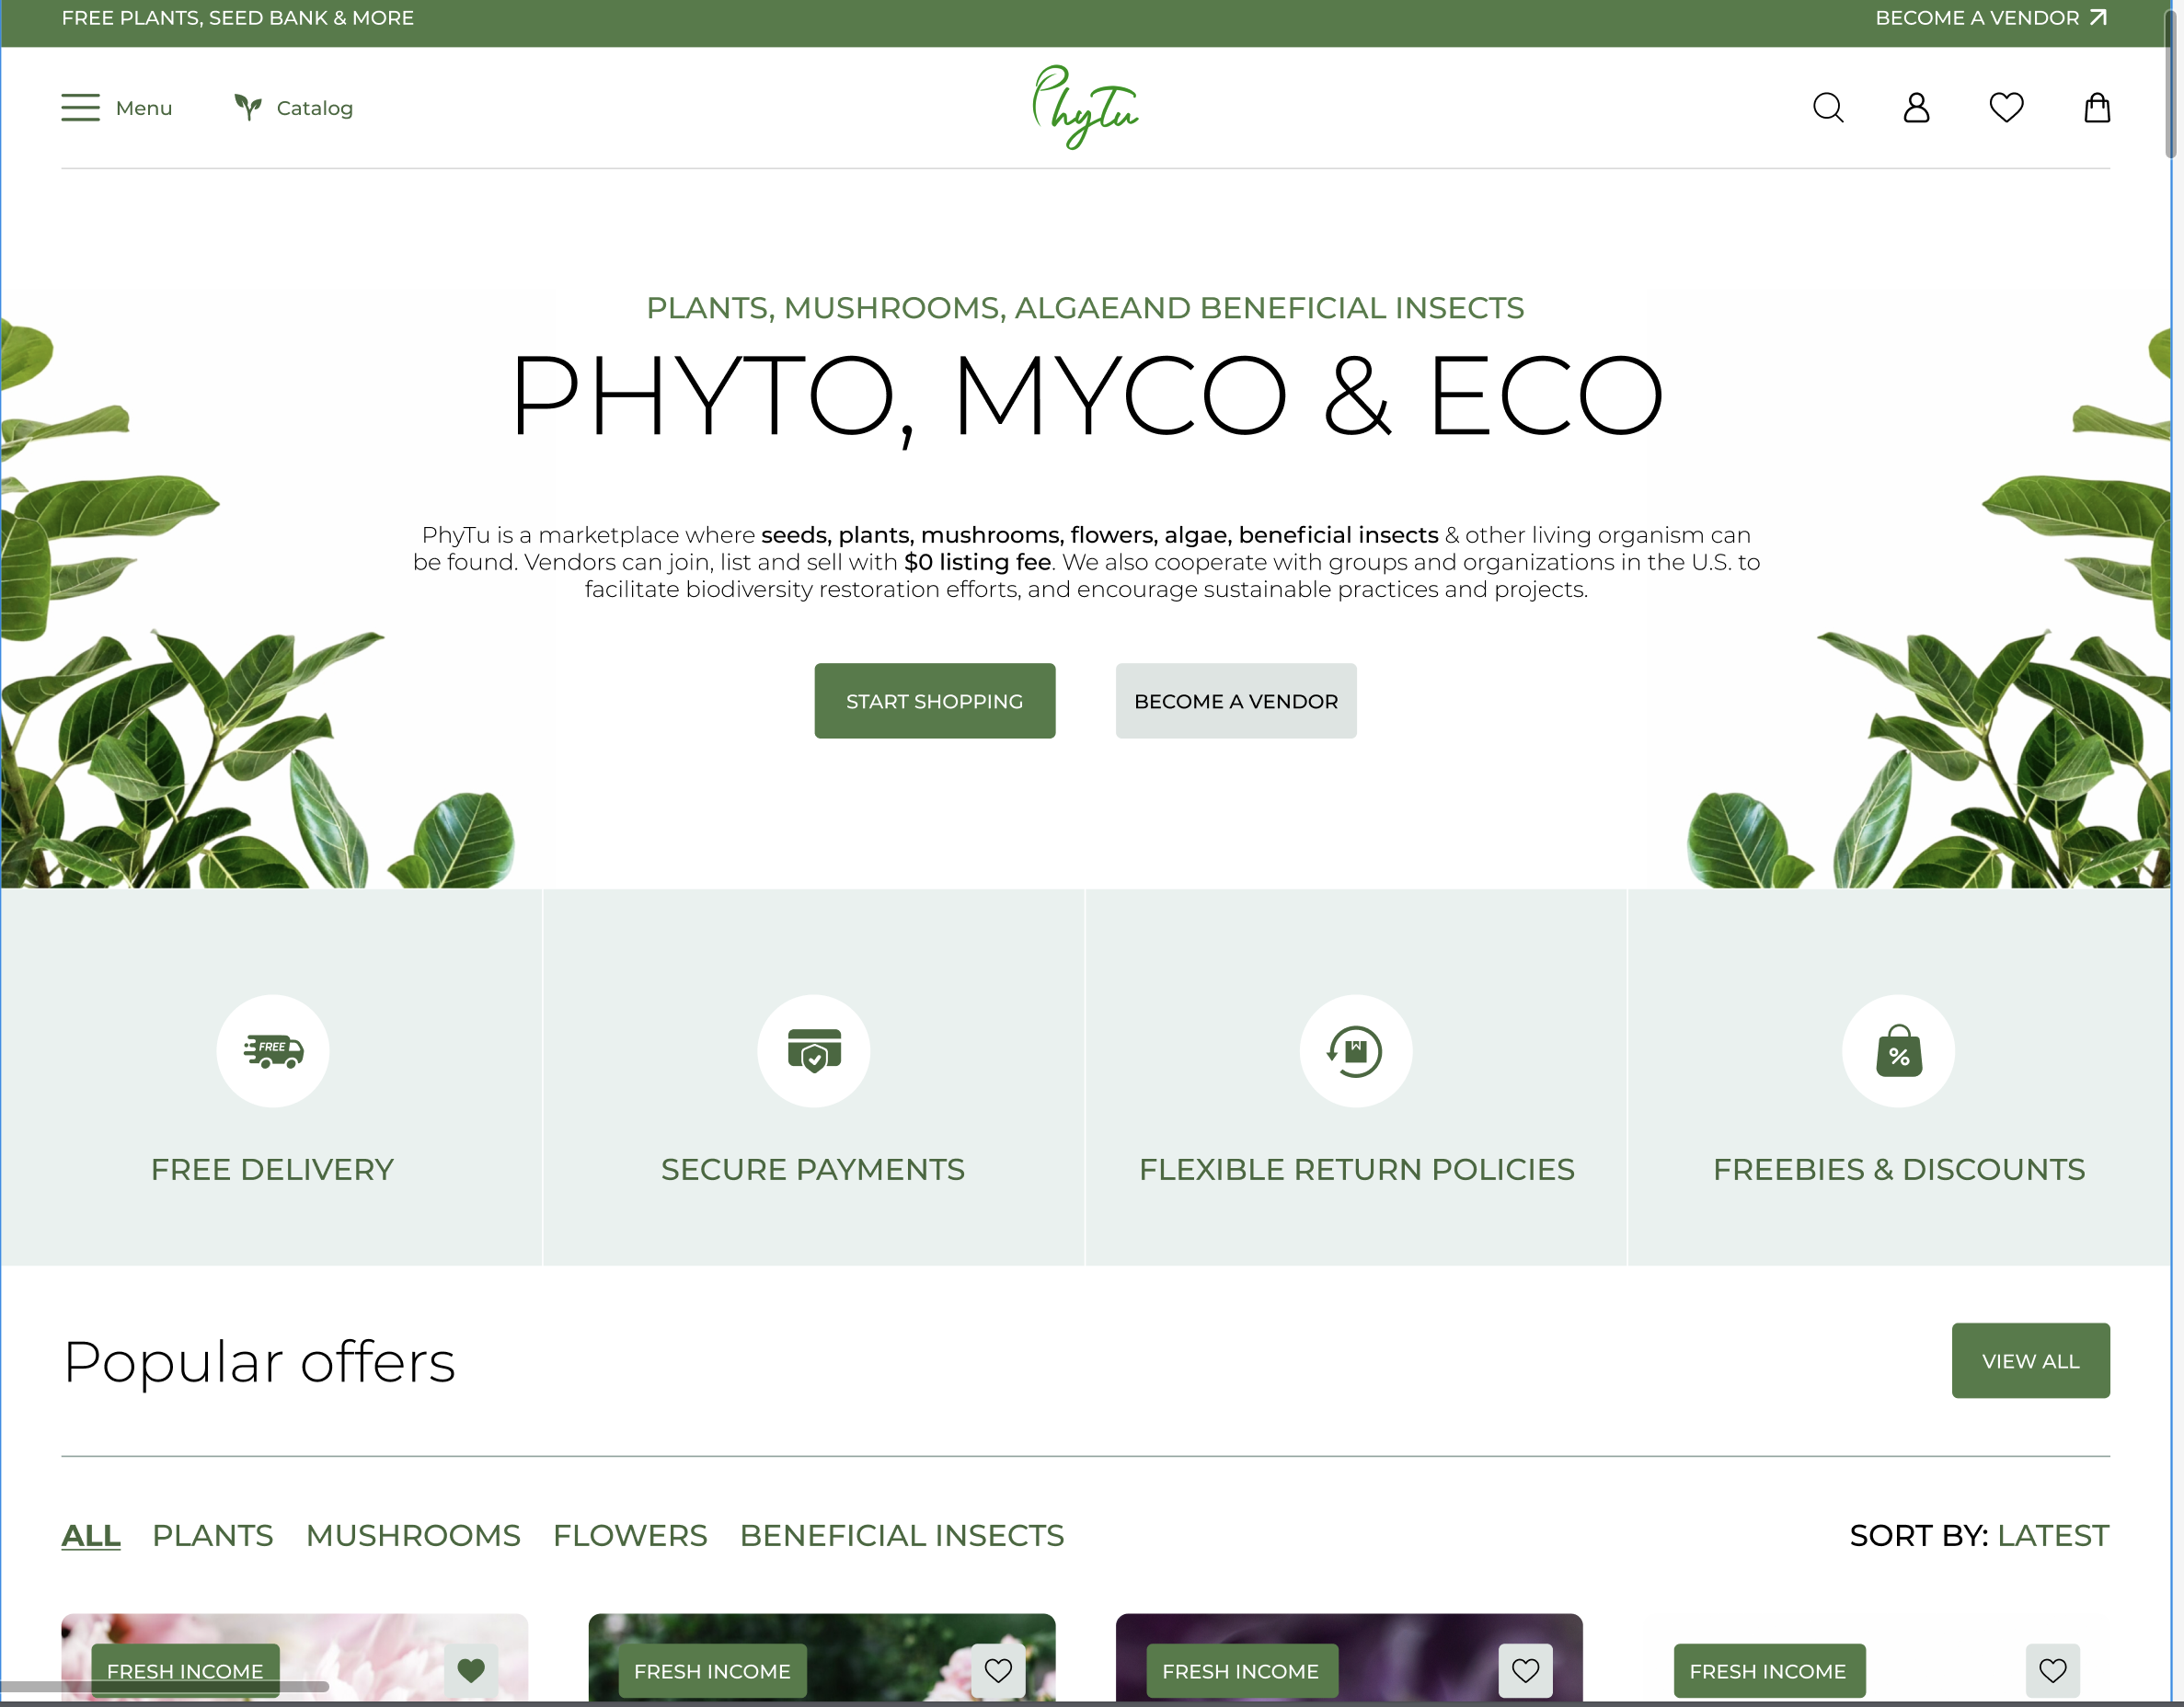 FREE PLANTS, SEED BANK & MORE
BECOME A VENDOR
Menu
Catalog
PhyTu
PLANTS, MUSHROOMS, ALGAEAND BENEFICIAL INSECTS
PHYTO, MYCO & ECO
PhyTu is a marketplace where seeds, plants, mushrooms, flowers, algae, beneficial insects & other living organism can
be found. Vendors can join, list and sell with $0 listing fee. We also cooperate with groups and organizations in the U.S. to
facilitate biodiversity restoration efforts, and encourage sustainable practices and projects.
START SHOPPING
BECOME A VENDOR
FREE
%
FREE DELIVERY
SECURE PAYMENTS
FLEXIBLE RETURN POLICIES
FREEBIES & DISCOUNTS
Popular offers
VIEW ALL
ALL
PLANTS
MUSHROOMS
FLOWERS
BENEFICIAL INSECTS
SORT BY: LATEST
FRESH INCOME
FRESH INCOME
FRESH INCOME
FRESH INCOME